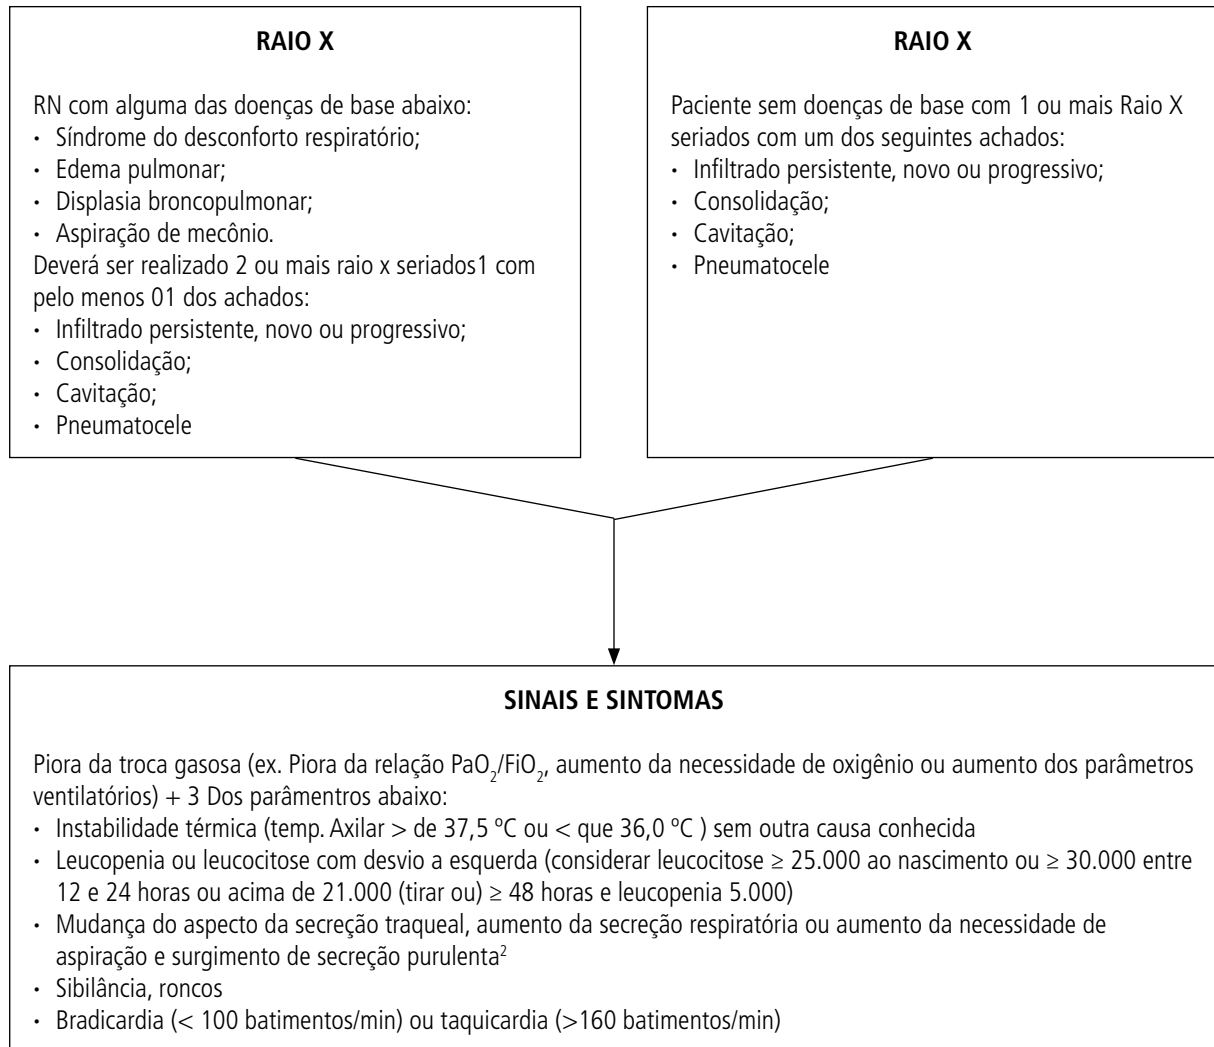 RAIO X
RN com alguma das doenças de base abaixo:
• Síndrome do desconforto respiratório;
• Edema pulmonar;
• Displasia broncopulmonar;
• Aspiração de mecônio.
Deverá ser realizado 2 ou mais raio x seriados1 com
pelo menos 01 dos achados:
• Infiltrado persistente, novo ou progressivo;
• Consolidação;
• Cavitação;
• Pneumatocele
RAIO X
Paciente sem doenças de base com 1 ou mais Raio X
seriados com um dos seguintes achados:
• Infiltrado persistente, novo ou progressivo;
• Consolidação;
• Cavitação;
• Pneumatocele
SINAIS E SINTOMAS
Piora da troca gasosa (ex. Piora da relação PaO₂/FiO₂, aumento da necessidade de oxigênio ou aumento dos parâmetros
ventilatórios) + 3 Dos parâmentros abaixo:
• Instabilidade térmica (temp. Axilar > de 37,5 ºC ou < que 36,0 ºC ) sem outra causa conhecida
• Leucopenia ou leucocitose com desvio a esquerda (considerar leucocitose ≥ 25.000 ao nascimento ou ≥ 30.000 entre
12 e 24 horas ou acima de 21.000 (tirar ou) ≥ 48 horas e leucopenia 5.000)
• Mudança do aspecto da secreção traqueal, aumento da secreção respiratória ou aumento da necessidade de
aspiração e surgimento de secreção purulenta²
• Sibilância, roncos
• Bradicardia (< 100 batimentos/min) ou taquicardia (>160 batimentos/min)